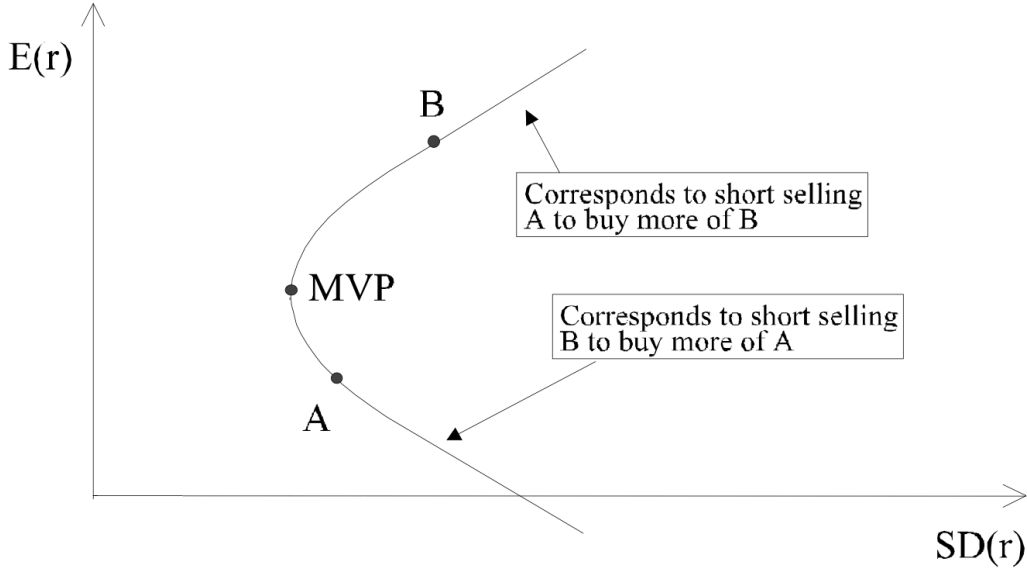 E(r)
B
Corresponds to short selling
A to buy more of B
MVP
Corresponds to short selling
B to buy more of A
A
SD(r)